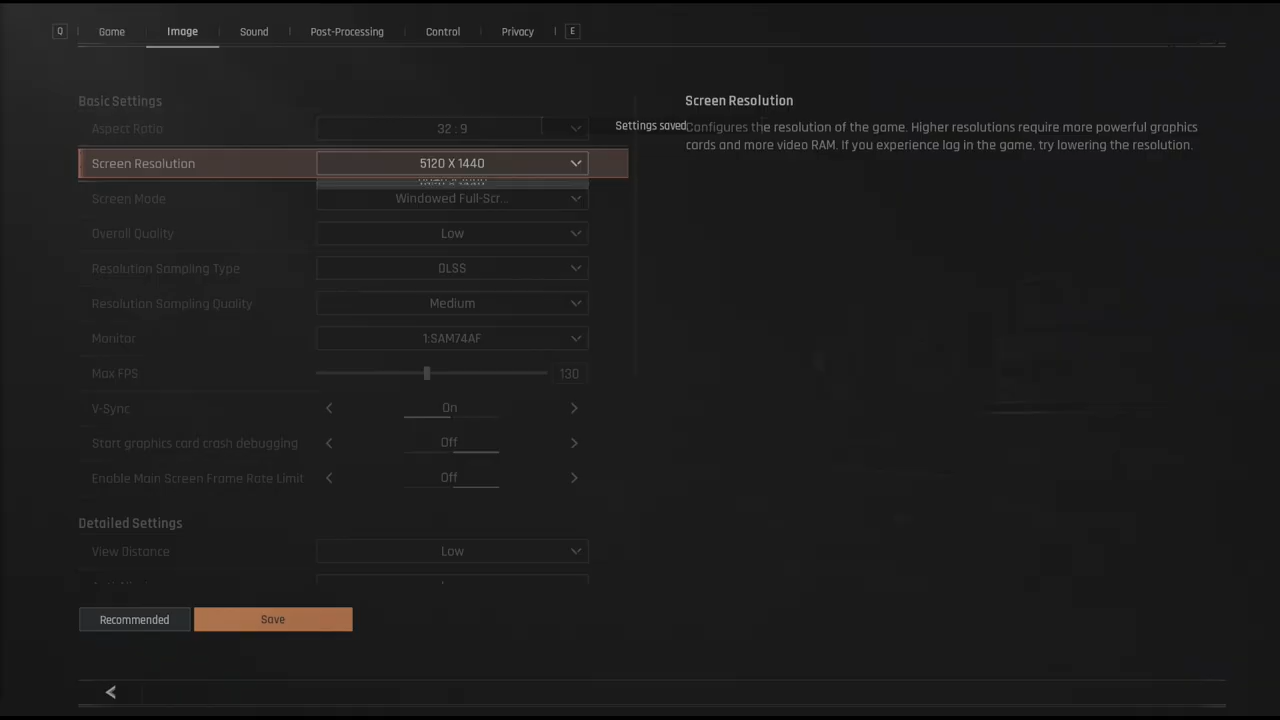 Q Game Image Sound Post-Processing Control Privacy E
Basic Settings
Aspect Ratio 32 : 9
Screen Resolution 5120 X 1440
Screen Mode Windowed Full-Scr...
Overall Quality Low
Resolution Sampling Type DLSS
Resolution Sampling Quality Medium
Monitor 1:SAM74AF
Max FPS 130
V-Sync On
Start graphics card crash debugging Off
Enable Main Screen Frame Rate Limit Off
Detailed Settings
View Distance Low
Recommended Save
Screen Resolution
Settings saved
Configures the resolution of the game. Higher resolutions require more powerful graphics
cards and more video RAM. If you experience lag in the game, try lowering the resolution.